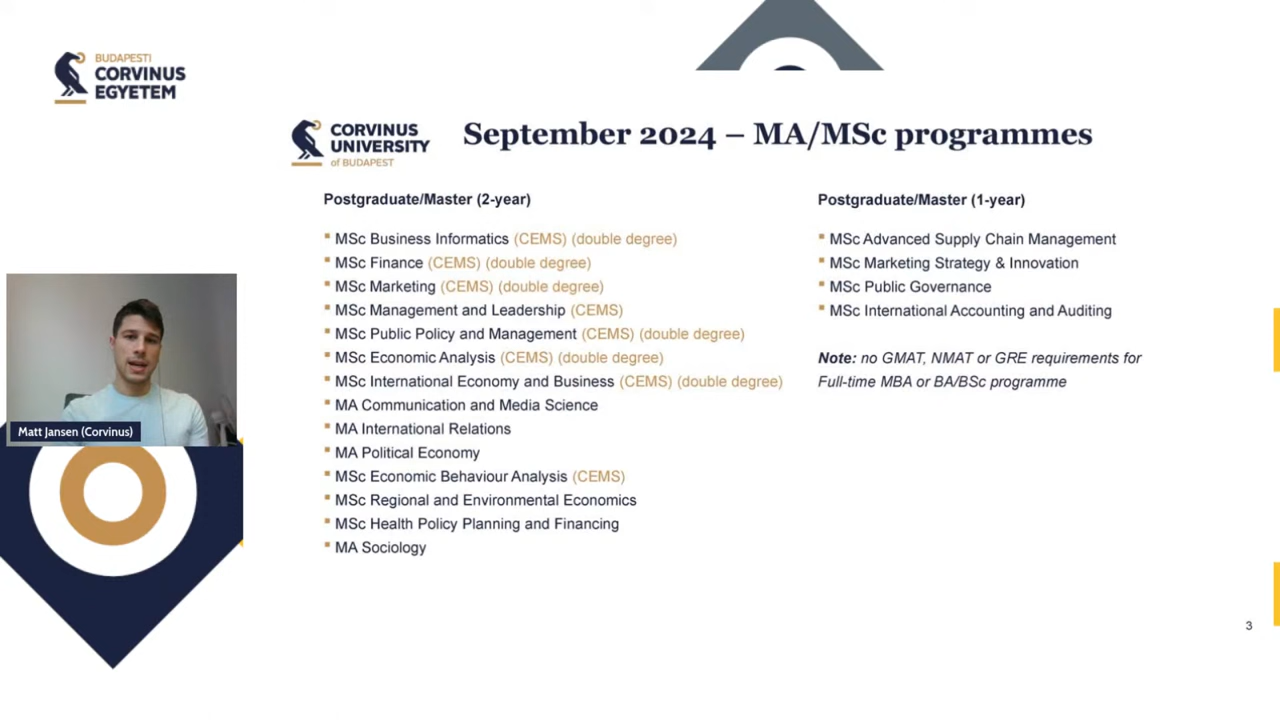 BUDAPESTI
CORVINUS
EGYETEM
CORVINUS
UNIVERSITY
of BUDAPEST
September 2024 – MA/MSc programmes
Postgraduate/Master (2-year)
MSc Business Informatics (CEMS) (double degree)
MSc Finance (CEMS) (double degree)
MSc Marketing (CEMS) (double degree)
MSc Management and Leadership (CEMS)
MSc Public Policy and Management (CEMS) (double degree)
MSc Economic Analysis (CEMS) (double degree)
MSc International Economy and Business (CEMS) (double degree)
MA Communication and Media Science
MA International Relations
MA Political Economy
MSc Economic Behaviour Analysis (CEMS)
MSc Regional and Environmental Economics
MSc Health Policy Planning and Financing
MA Sociology
Postgraduate/Master (1-year)
MSc Advanced Supply Chain Management
MSc Marketing Strategy & Innovation
MSc Public Governance
MSc International Accounting and Auditing
Note: no GMAT, NMAT or GRE requirements for
Full-time MBA or BA/BSc programme
Matt Jansen (Corvinus)
3